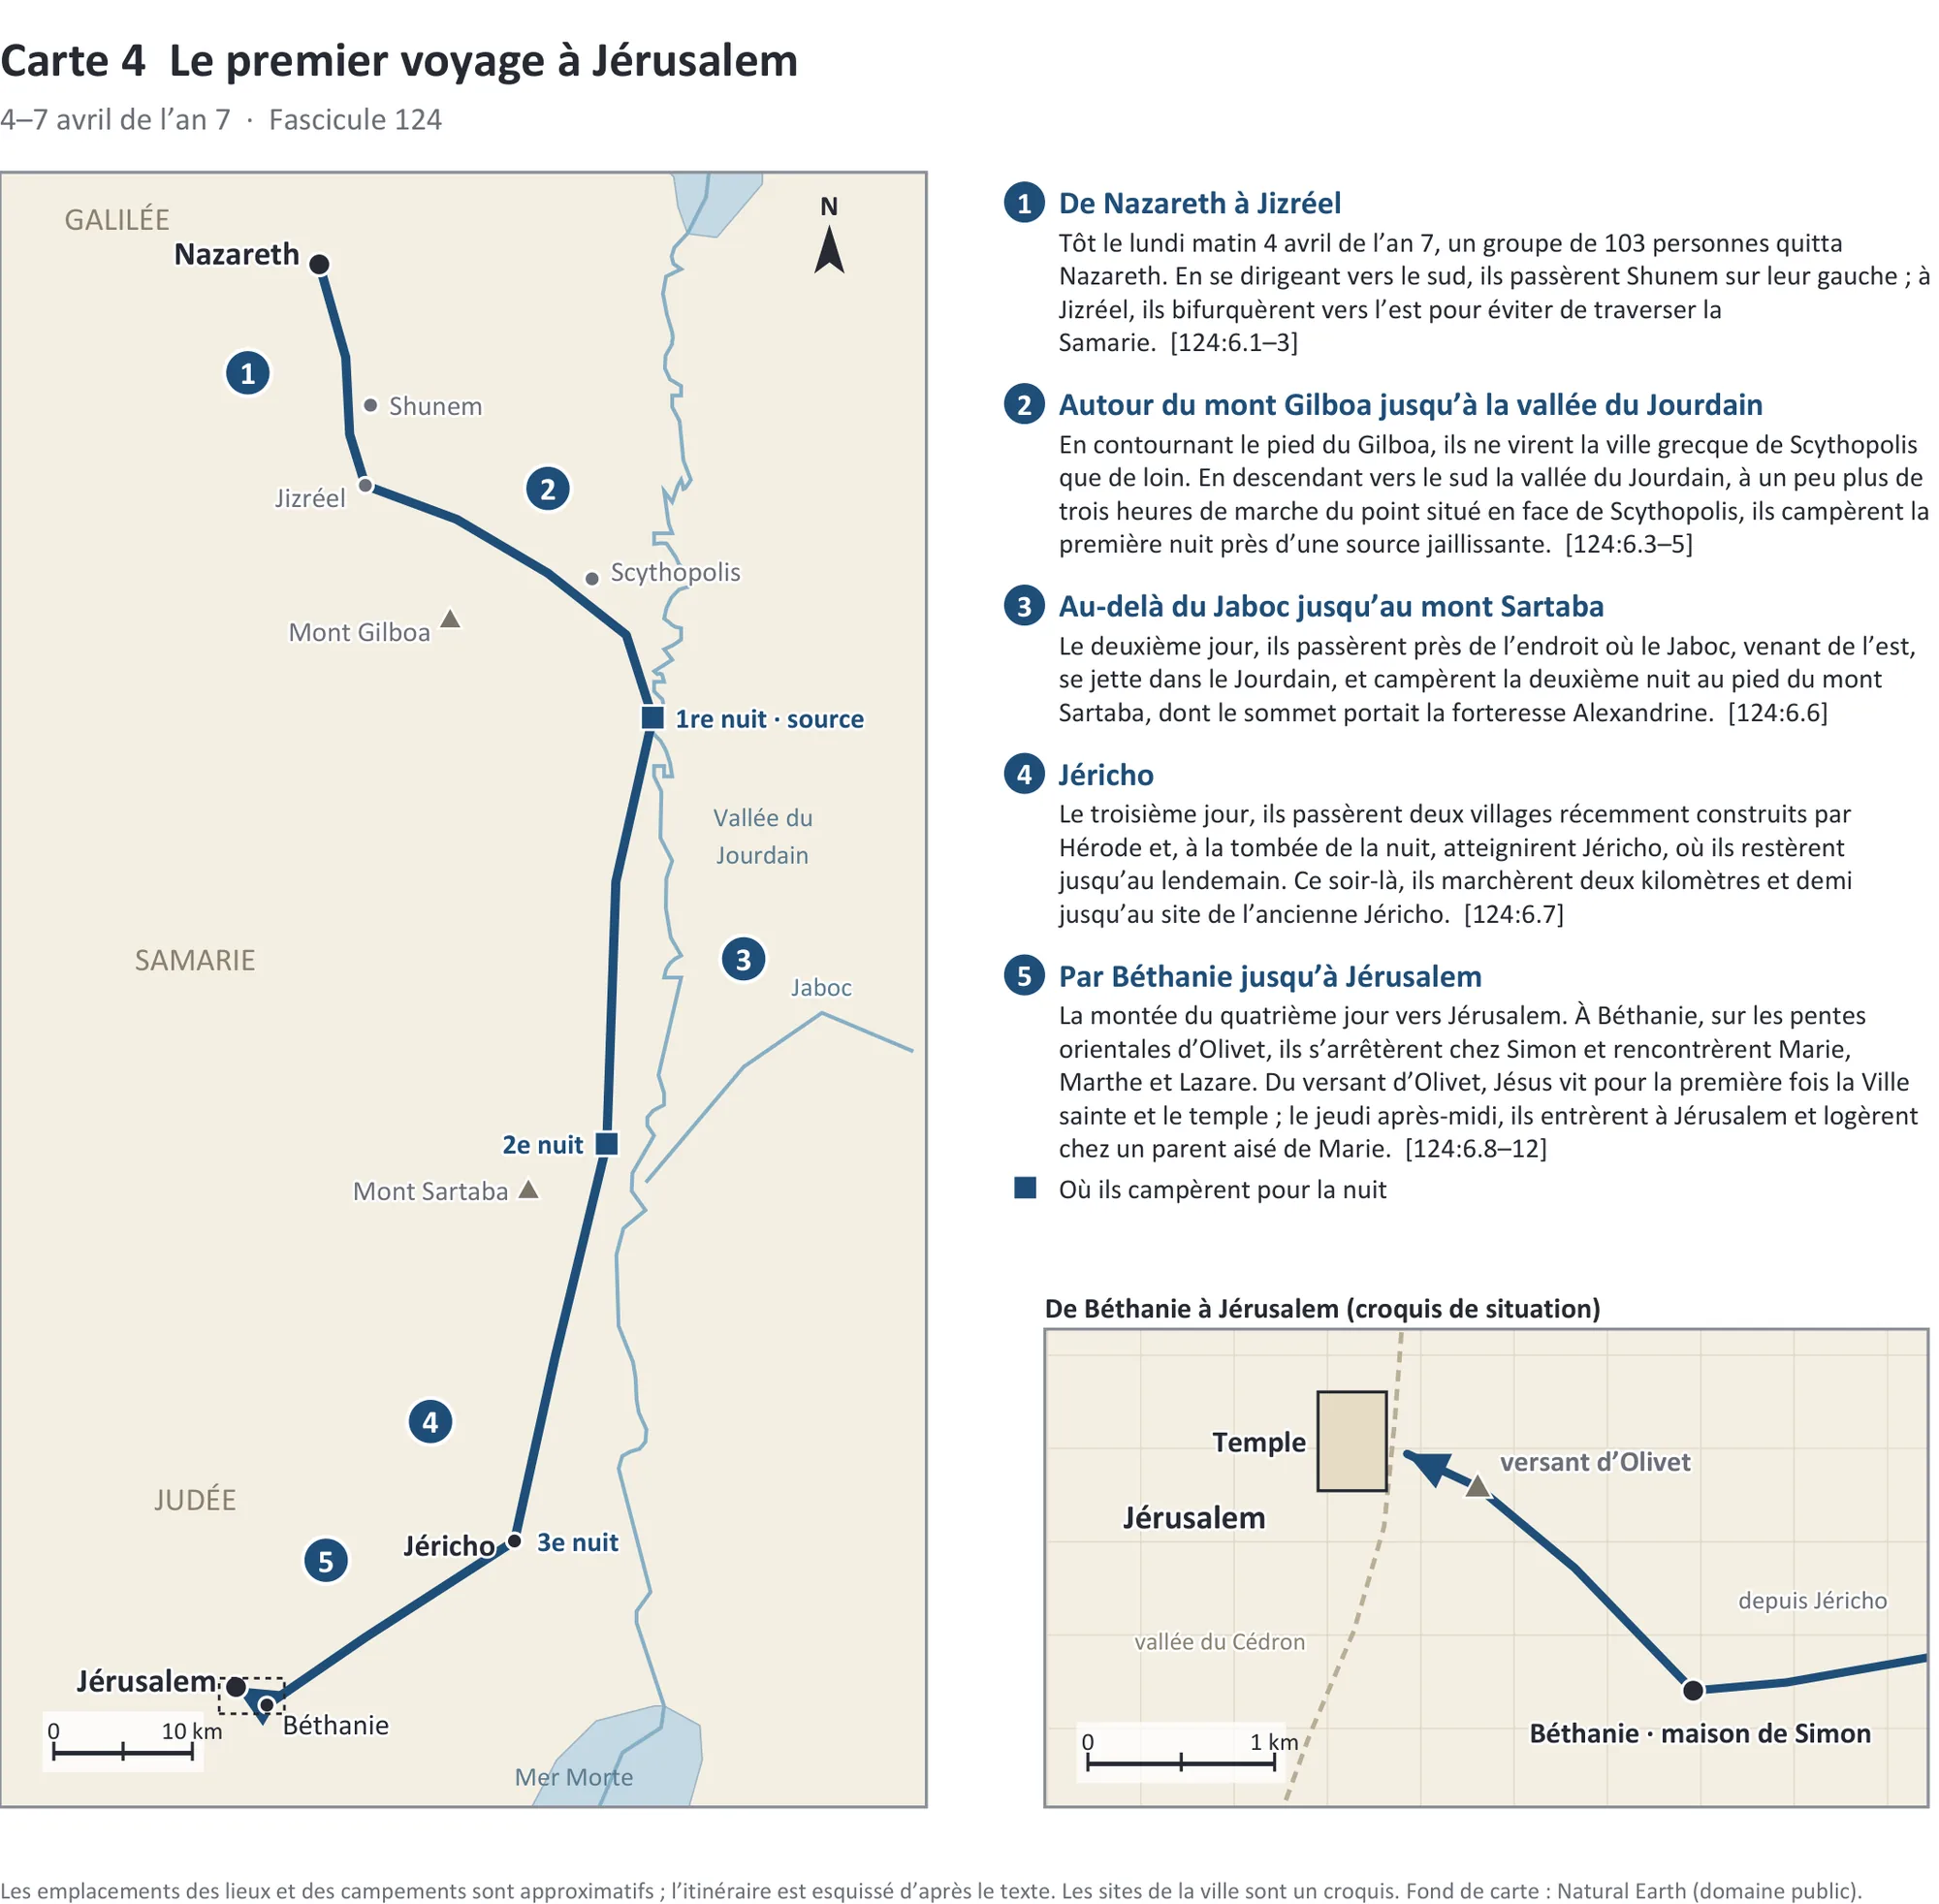 Carte 4  Le premier voyage à Jérusalem
4–7 avril de l’an 7  ·  Fascicule 124
GALILÉE
N
Nazareth
1
Shunem
Jizréel
2
Scythopolis
Mont Gilboa
1re nuit · source
Vallée du
Jourdain
SAMARIE
3
Jaboc
2e nuit
Mont Sartaba
4
JUDÉE
Jéricho
3e nuit
5
Jérusalem
Béthanie
0
10 km
Mer Morte
1 De Nazareth à Jizréel
Tôt le lundi matin 4 avril de l’an 7, un groupe de 103 personnes quitta
Nazareth. En se dirigeant vers le sud, ils passèrent Shunem sur leur gauche ; à
Jizréel, ils bifurquèrent vers l’est pour éviter de traverser la
Samarie.  [124:6.1–3]
2 Autour du mont Gilboa jusqu’à la vallée du Jourdain
En contournant le pied du Gilboa, ils ne virent la ville grecque de Scythopolis
que de loin. En descendant vers le sud la vallée du Jourdain, à un peu plus de
trois heures de marche du point situé en face de Scythopolis, ils campèrent la
première nuit près d’une source jaillissante.  [124:6.3–5]
3 Au-delà du Jaboc jusqu’au mont Sartaba
Le deuxième jour, ils passèrent près de l’endroit où le Jaboc, venant de l’est,
se jette dans le Jourdain, et campèrent la deuxième nuit au pied du mont
Sartaba, dont le sommet portait la forteresse Alexandrine.  [124:6.6]
4 Jéricho
Le troisième jour, ils passèrent deux villages récemment construits par
Hérode et, à la tombée de la nuit, atteignirent Jéricho, où ils restèrent
jusqu’au lendemain. Ce soir-là, ils marchèrent deux kilomètres et demi
jusqu’au site de l’ancienne Jéricho.  [124:6.7]
5 Par Béthanie jusqu’à Jérusalem
La montée du quatrième jour vers Jérusalem. À Béthanie, sur les pentes
orientales d’Olivet, ils s’arrêtèrent chez Simon et rencontrèrent Marie,
Marthe et Lazare. Du versant d’Olivet, Jésus vit pour la première fois la Ville
sainte et le temple ; le jeudi après-midi, ils entrèrent à Jérusalem et logèrent
chez un parent aisé de Marie.  [124:6.8–12]
Où ils campèrent pour la nuit
De Béthanie à Jérusalem (croquis de situation)
Temple
versant d’Olivet
Jérusalem
depuis Jéricho
vallée du Cédron
Béthanie · maison de Simon
0
1 km
Les emplacements des lieux et des campements sont approximatifs ; l’itinéraire est esquissé d’après le texte. Les sites de la ville sont un croquis. Fond de carte : Natural Earth (domaine public).